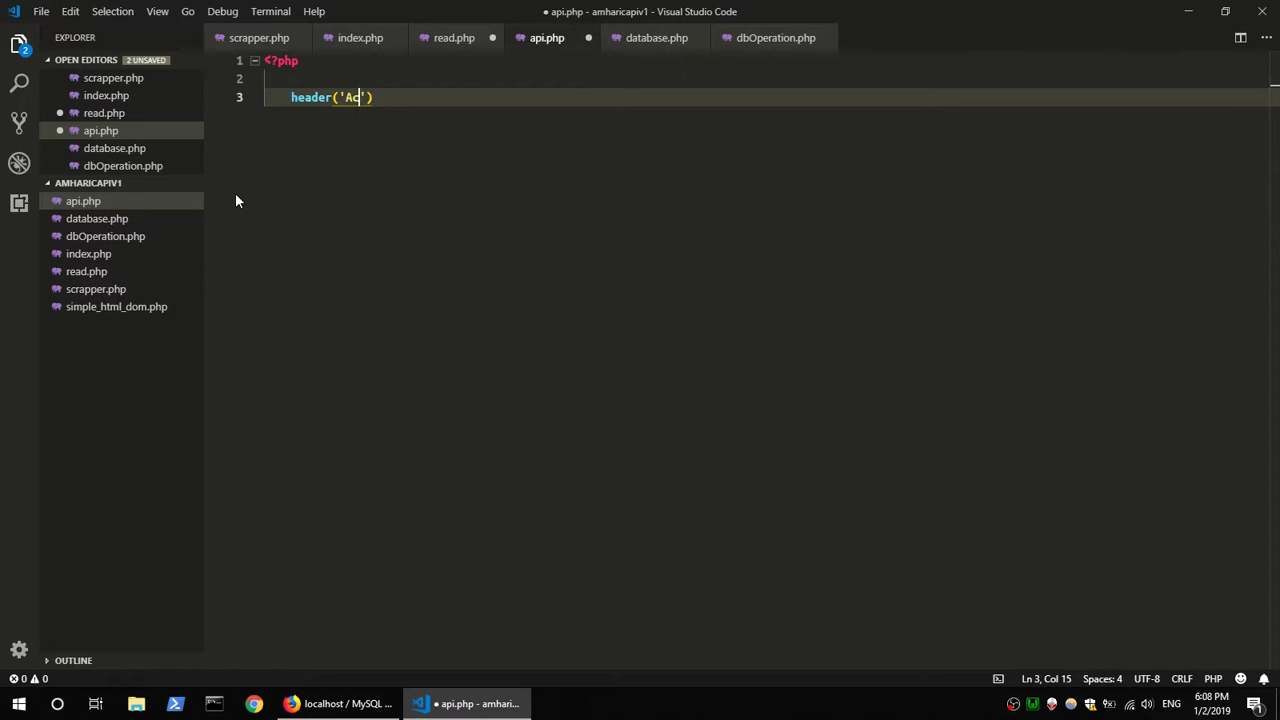 File Edit Selection View Go Debug Terminal Help
● api.php - amharicapiv1 - Visual Studio Code
EXPLORER
scrapper.php index.php read.php api.php database.php dbOperation.php
OPEN EDITORS 2 UNSAVED
scrapper.php
index.php
read.php
api.php
database.php
dbOperation.php
AMHARICAPIV1
api.php
database.php
dbOperation.php
index.php
read.php
scrapper.php
simple_html_dom.php
OUTLINE
2
1 <?php
2
3 header('Ac')
0 0
Ln 3, Col 15 Spaces: 4 UTF-8 CRLF PHP
localhost / MySQL ...
● api.php - amhari...
ENG
6:08 PM
1/2/2019
1